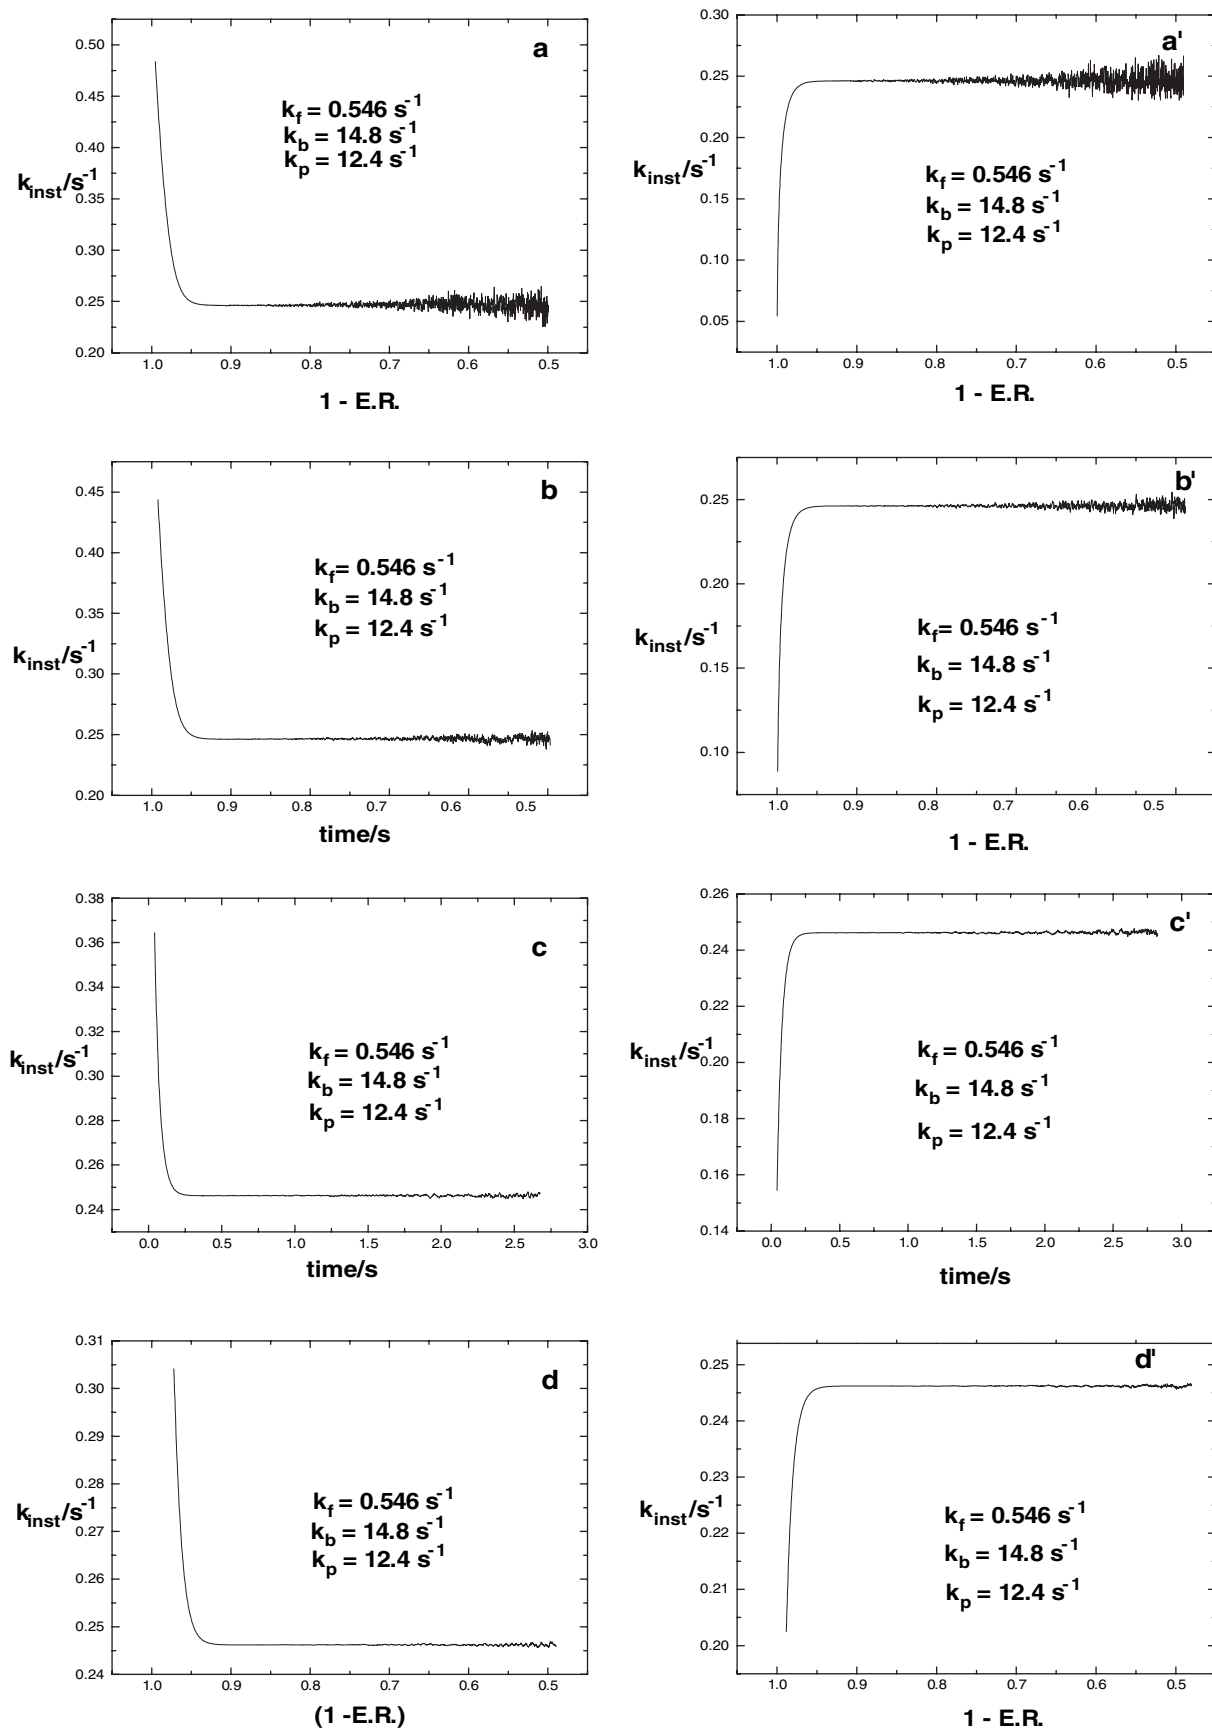 a
0.50
0.45
0.40
0.35
0.30
0.25
0.20
k_inst/s^-1
k_f = 0.546 s^-1
k_b = 14.8 s^-1
k_p = 12.4 s^-1
1.0 0.9 0.8 0.7 0.6 0.5
1 - E.R.
a'
0.30
0.25
0.20
0.15
0.10
0.05
k_inst/s^-1
k_f = 0.546 s^-1
k_b = 14.8 s^-1
k_p = 12.4 s^-1
1.0 0.9 0.8 0.7 0.6 0.5
1 - E.R.
b
0.45
0.40
0.35
0.30
0.25
0.20
k_inst/s^-1
k_f= 0.546 s^-1
k_b = 14.8 s^-1
k_p = 12.4 s^-1
1.0 0.9 0.8 0.7 0.6 0.5
time/s
b'
0.25
0.20
0.15
0.10
k_inst/s^-1
k_f= 0.546 s^-1
k_b = 14.8 s^-1
k_p = 12.4 s^-1
1.0 0.9 0.8 0.7 0.6 0.5
1 - E.R.
c
0.38
0.36
0.34
0.32
0.30
0.28
0.26
0.24
k_inst/s^-1
k_f = 0.546 s^-1
k_b = 14.8 s^-1
k_p = 12.4 s^-1
0.0 0.5 1.0 1.5 2.0 2.5 3.0
time/s
c'
0.26
0.24
0.22
0.20
0.18
0.16
0.14
k_inst/s^-1
k_f = 0.546 s^-1
k_b = 14.8 s^-1
k_p = 12.4 s^-1
0.0 0.5 1.0 1.5 2.0 2.5 3.0
time/s
d
0.31
0.30
0.29
0.28
0.27
0.26
0.25
0.24
k_inst/s^-1
k_f = 0.546 s^-1
k_b = 14.8 s^-1
k_p = 12.4 s^-1
1.0 0.9 0.8 0.7 0.6 0.5
(1 -E.R.)
d'
0.25
0.24
0.23
0.22
0.21
0.20
k_inst/s^-1
k_f = 0.546 s^-1
k_b = 14.8 s^-1
k_p = 12.4 s^-1
1.0 0.9 0.8 0.7 0.6 0.5
1 - E.R.